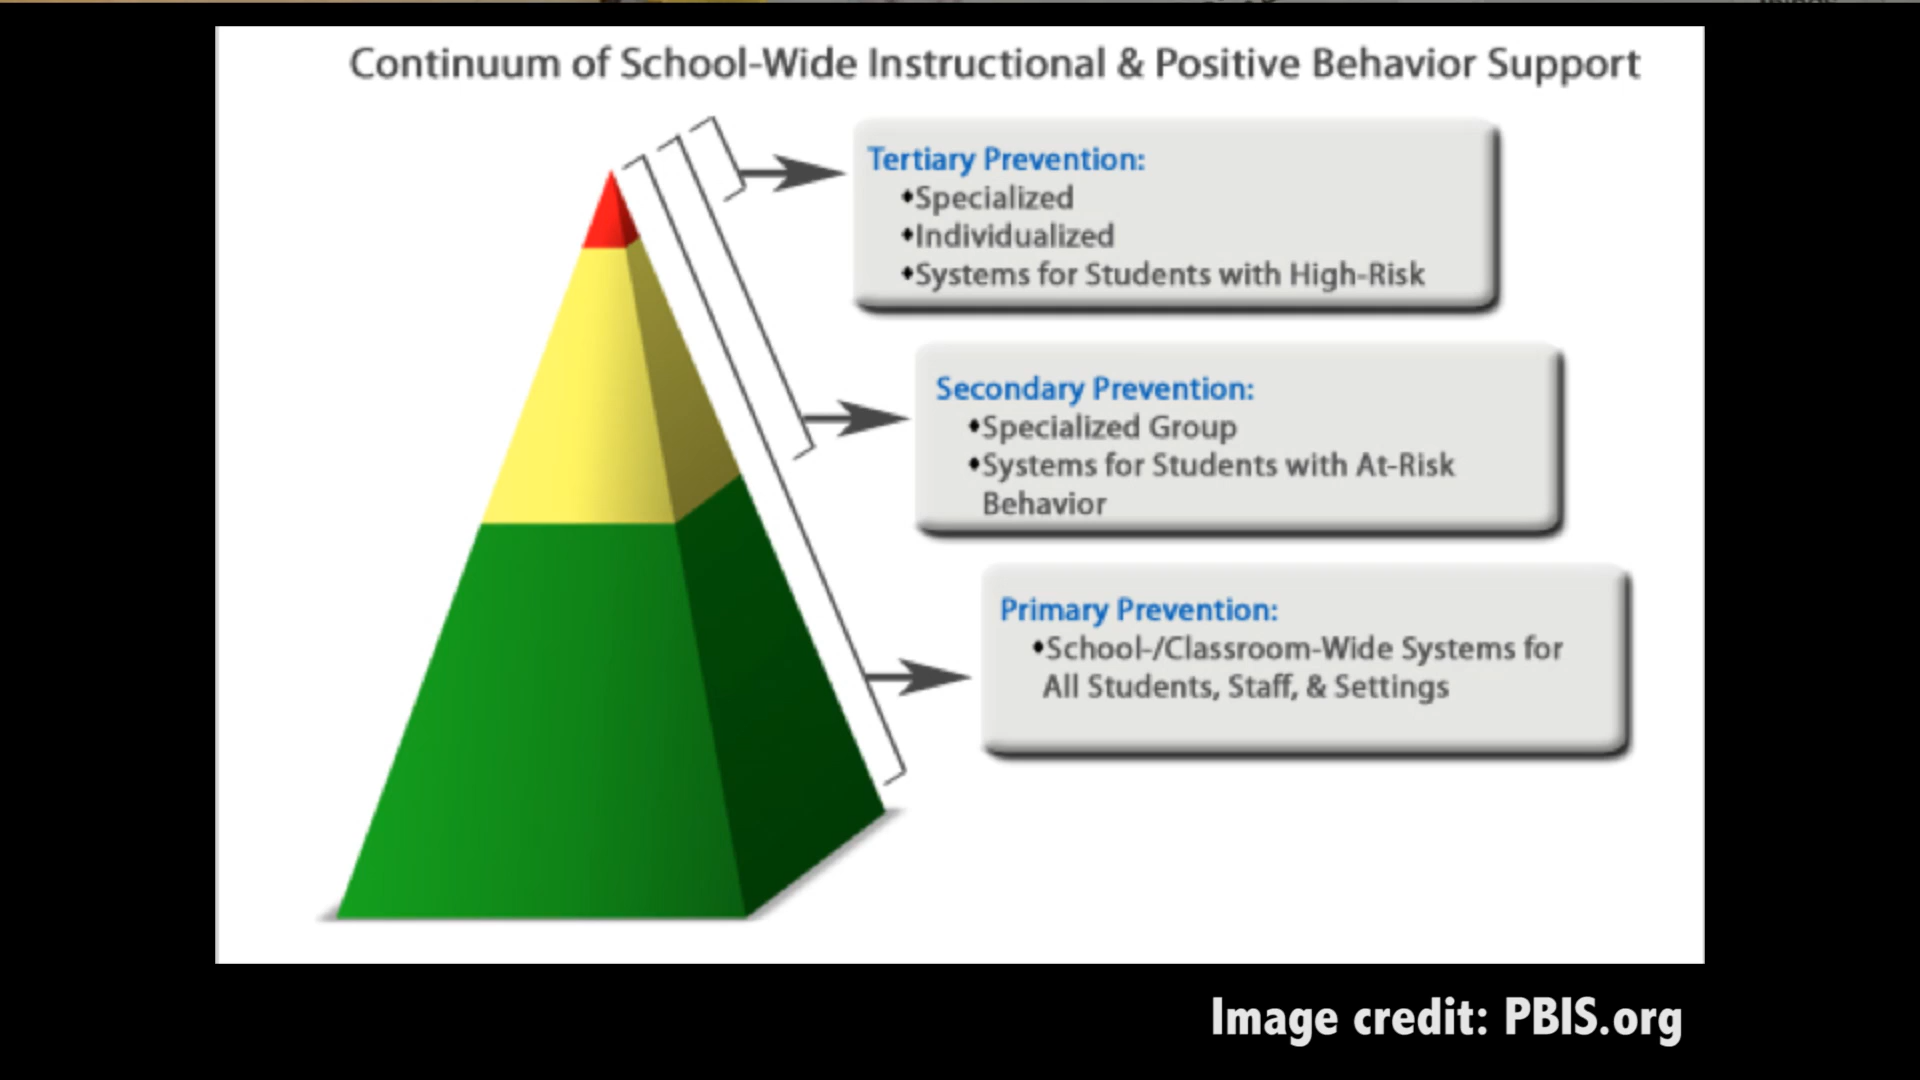 Continuum of School-Wide Instructional & Positive Behavior Support
Tertiary Prevention:
•Specialized
•Individualized
•Systems for Students with High-Risk
Secondary Prevention:
•Specialized Group
•Systems for Students with At-Risk
Behavior
Primary Prevention:
•School-/Classroom-Wide Systems for
All Students, Staff, & Settings
Image credit: PBIS.org